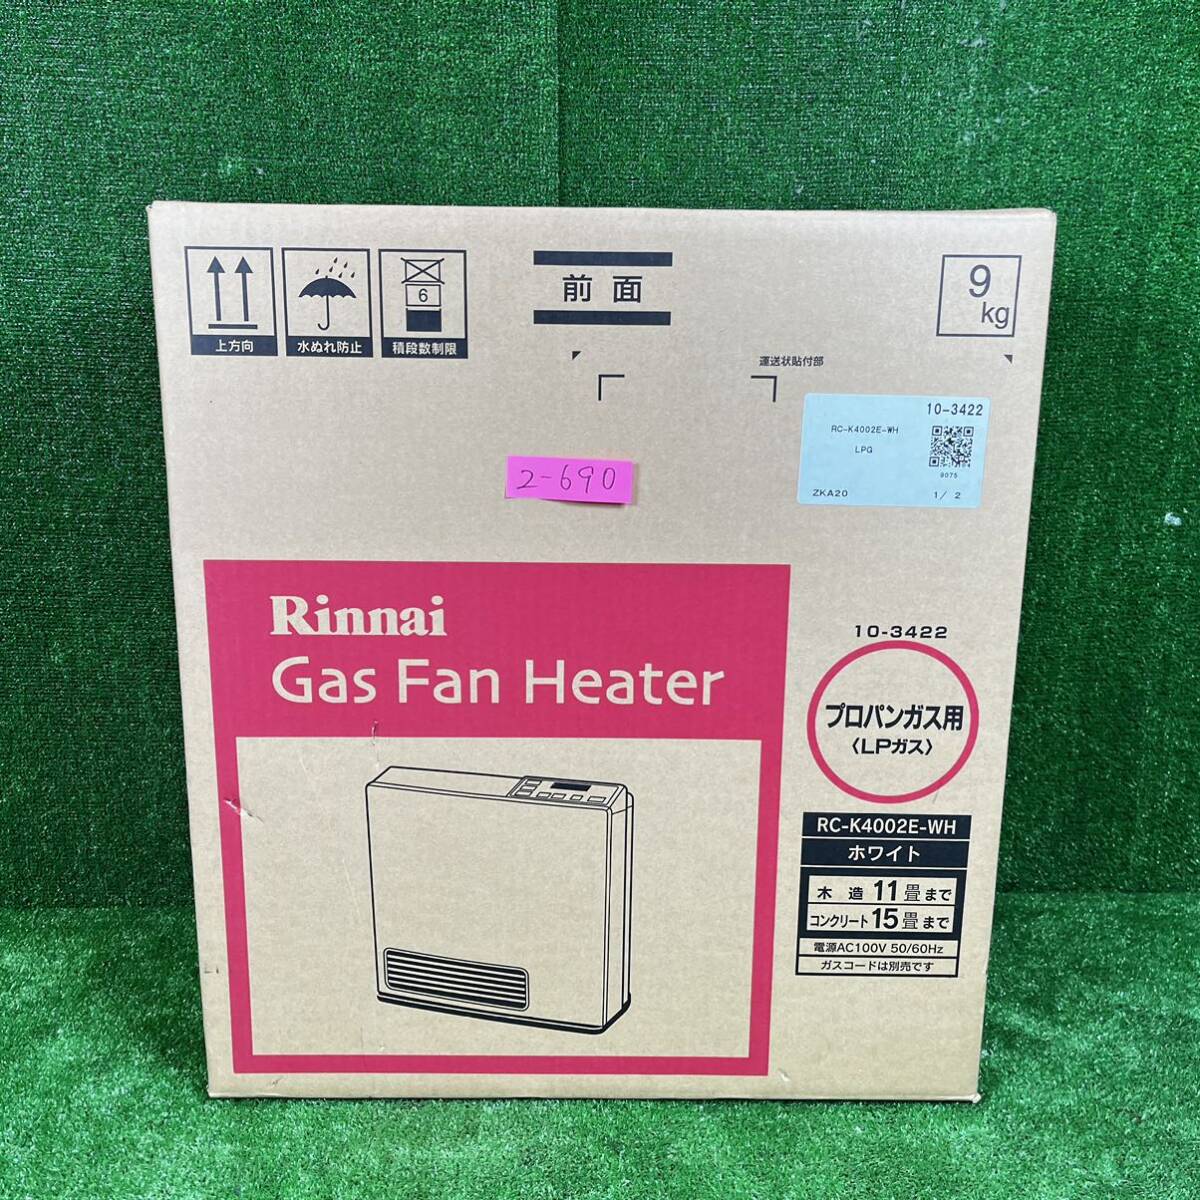 上方向
水ぬれ防止
6
積段数制限
前面
9
kg
運送状貼付部
10-3422
RC-K4002E-WH
LPG
9075
ZKA20
1/ 2
2-690
Rinnai
Gas Fan Heater
10-3422
プロパンガス用
〈LPガス〉
RC-K4002E-WH
ホワイト
木造11畳まで
コンクリート15畳まで
電源AC100V 50/60Hz
ガスコードは別売です